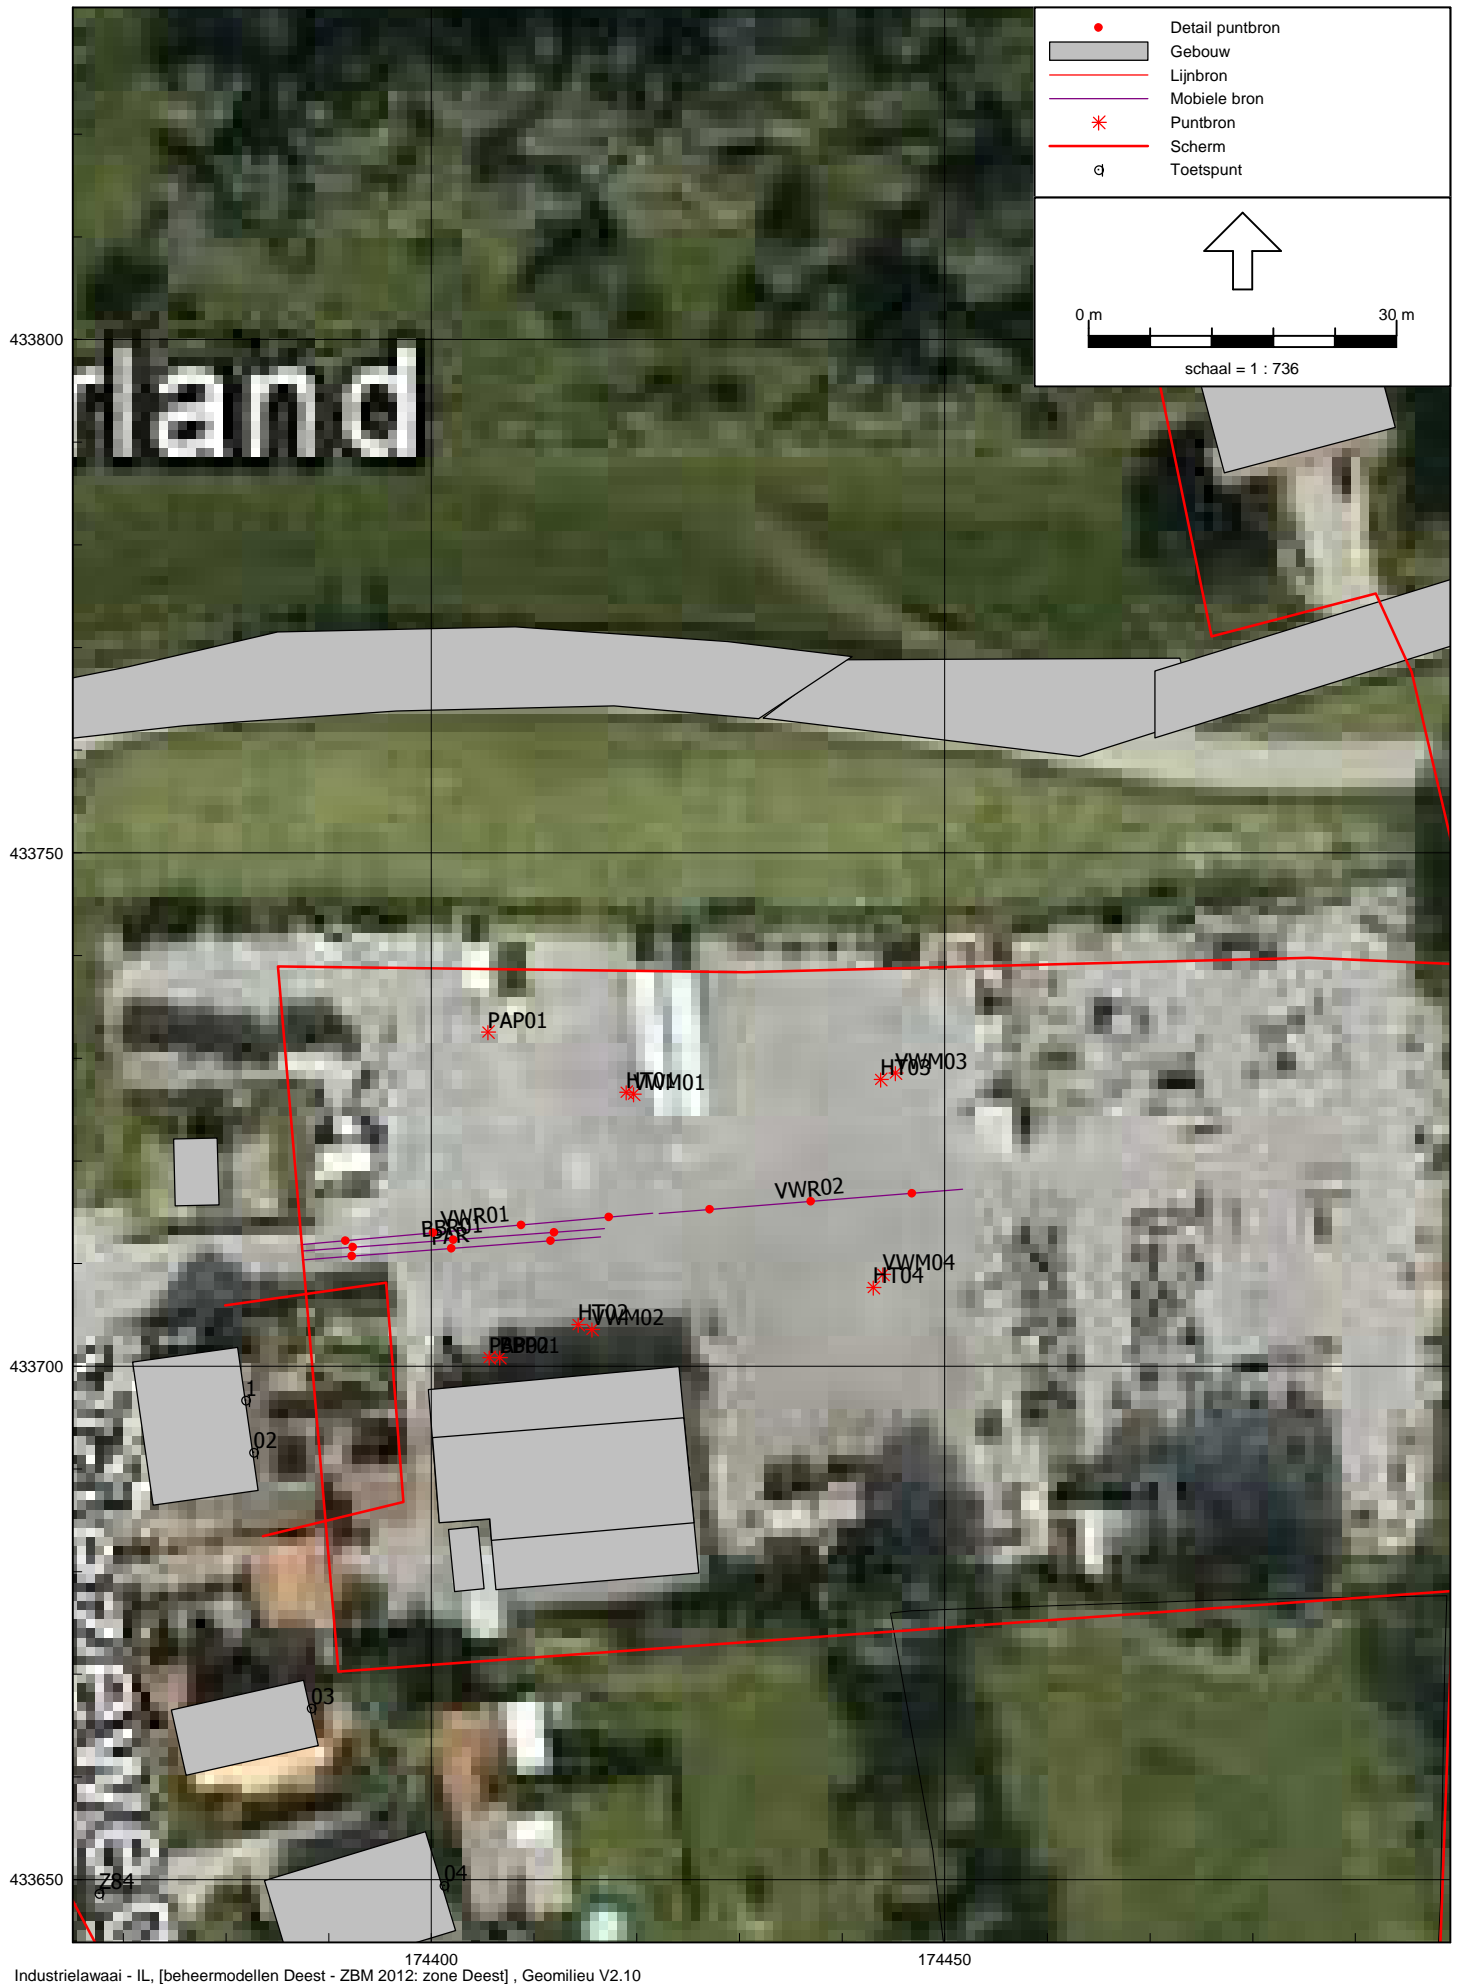 Detail puntbron
Gebouw
Lijnbron
Mobiele bron
Puntbron
Scherm
Toetspunt
0 m 30 m
schaal = 1 : 736
433800
rland
433750
PAP01
VWM03
HT03
HT01
VWM01
VWR02
VWR01
BBR01
PAR
VWM04
HT04
HT02
VWM02
433700
1
02
03
04
Z84
433650
174400 174450
Industrielawaai - IL, [beheermodellen Deest - ZBM 2012: zone Deest] , Geomilieu V2.10